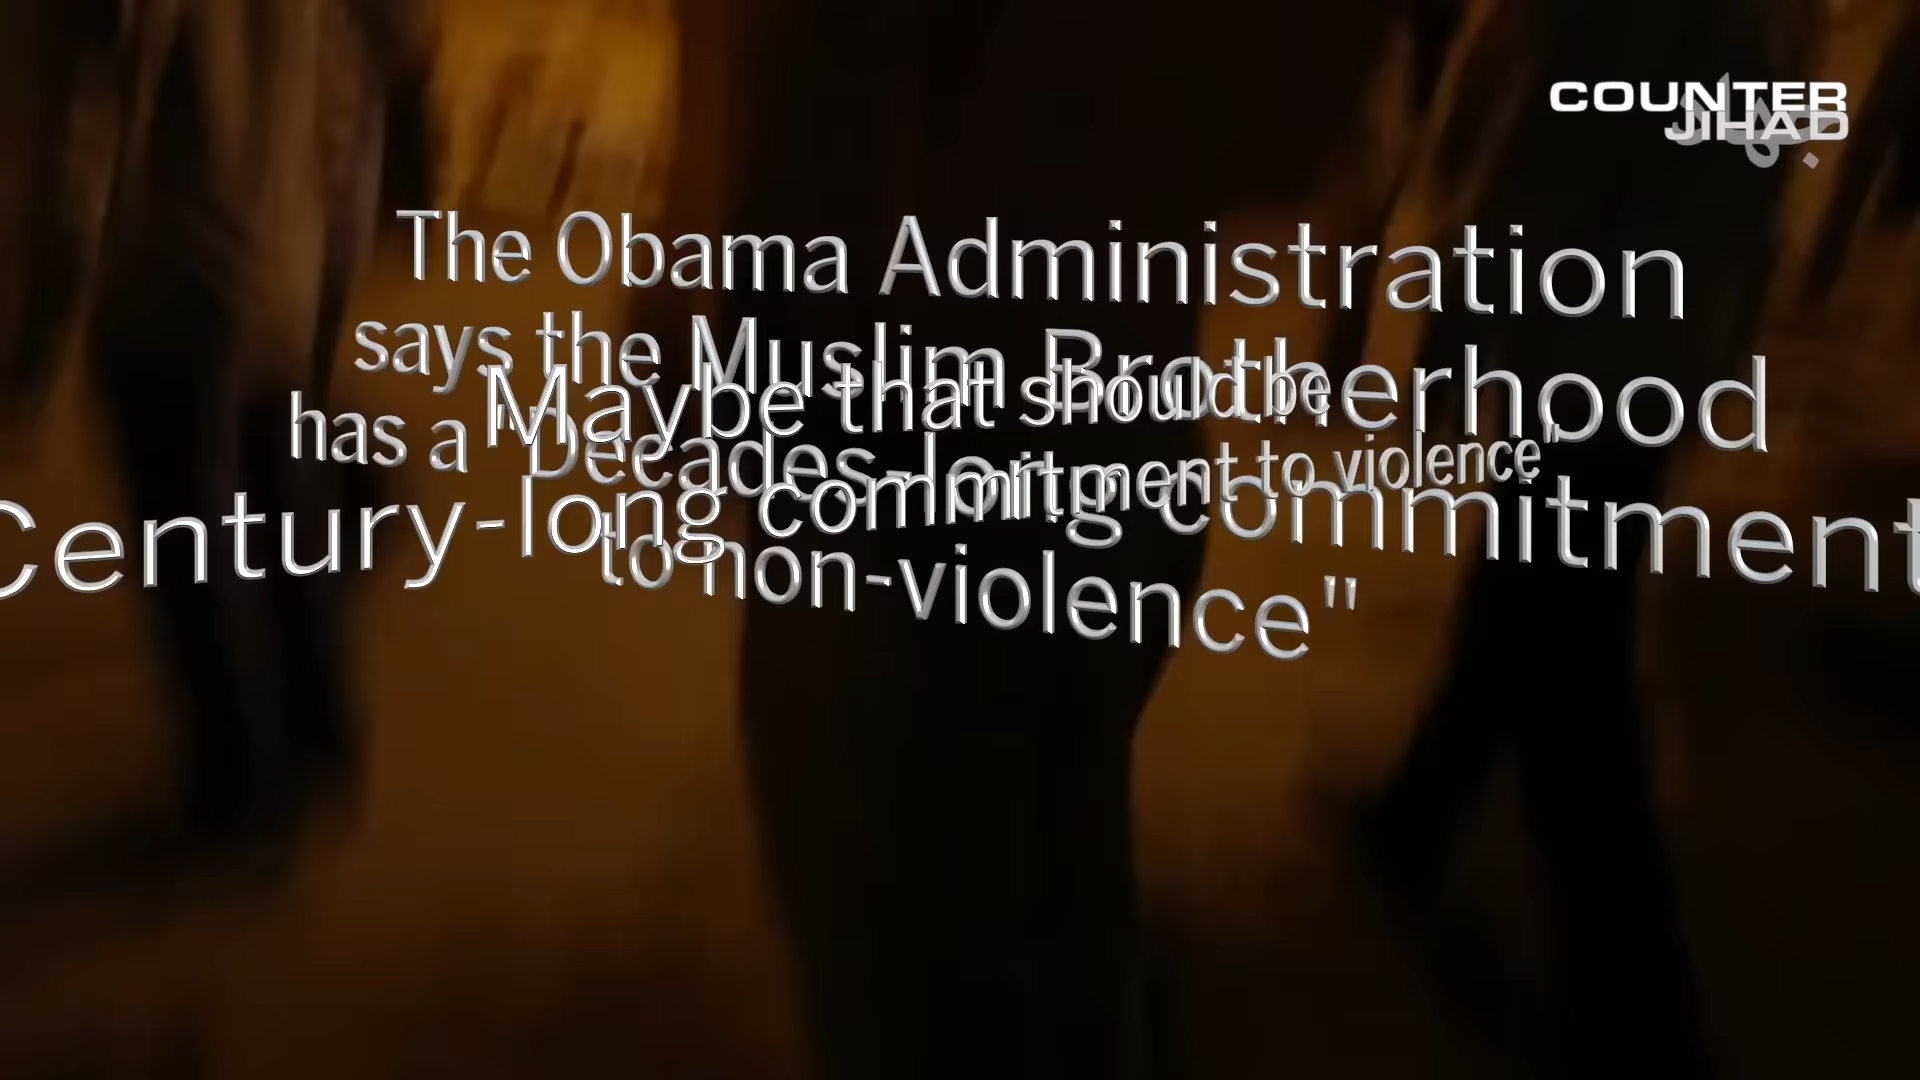 COUNTER
JIHAD
جهاد
The Obama Administration
says the Muslim Brotherhood
has a "Decades-long commitment
to non-violence"
Maybe that should be
Century-long commitment to violence"